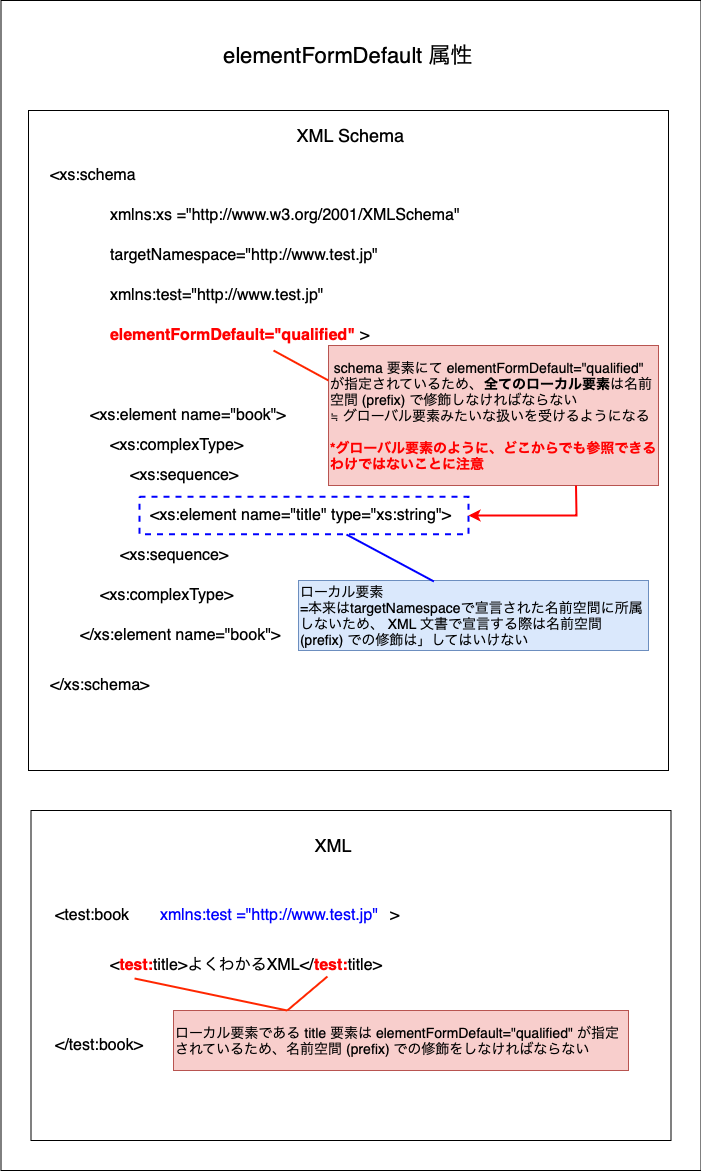 elementFormDefault 属性
XML Schema
<xs:schema
xmlns:xs ="http://www.w3.org/2001/XMLSchema"
targetNamespace="http://www.test.jp"
xmlns:test="http://www.test.jp"
elementFormDefault="qualified" >
schema 要素にて elementFormDefault="qualified"
が指定されているため、全てのローカル要素は名前
空間 (prefix) で修飾しなければならない
≒ グローバル要素みたいな扱いを受けるようになる
*グローバル要素のように、どこからでも参照できる
わけではないことに注意
<xs:element name="book">
<xs:complexType>
<xs:sequence>
<xs:element name="title" type="xs:string">
<xs:sequence>
<xs:complexType>
</xs:element name="book">
ローカル要素
=本来はtargetNamespaceで宣言された名前空間に所属
しないため、 XML 文書で宣言する際は名前空間
(prefix) での修飾は」してはいけない
</xs:schema>
XML
<test:book xmlns:test ="http://www.test.jp" >
<test:title>よくわかるXML</test:title>
</test:book>
ローカル要素である title 要素は elementFormDefault="qualified" が指定
されているため、名前空間 (prefix) での修飾をしなければならない